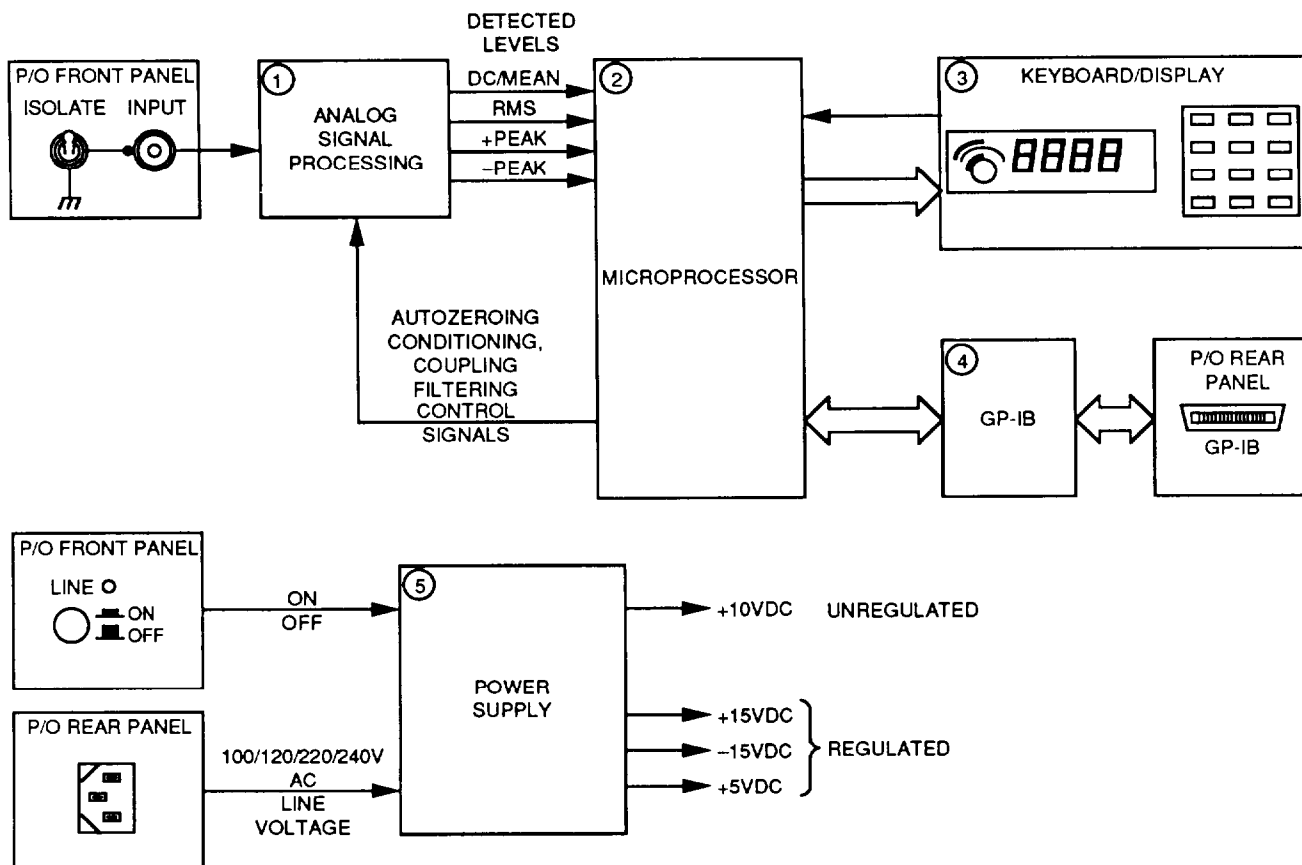 DETECTED
LEVELS
P/O FRONT PANEL
ISOLATE INPUT
1
ANALOG
SIGNAL
PROCESSING
DC/MEAN
RMS
+PEAK
–PEAK
2
MICROPROCESSOR
3
KEYBOARD/DISPLAY
8888
AUTOZEROING
CONDITIONING,
COUPLING
FILTERING
CONTROL
SIGNALS
4
GP-IB
P/O REAR
PANEL
GP-IB
P/O FRONT PANEL
LINE
ON
OFF
ON
OFF
5
POWER
SUPPLY
+10VDC UNREGULATED
+15VDC
–15VDC
+5VDC
REGULATED
P/O REAR PANEL
100/120/220/240V
AC
LINE
VOLTAGE